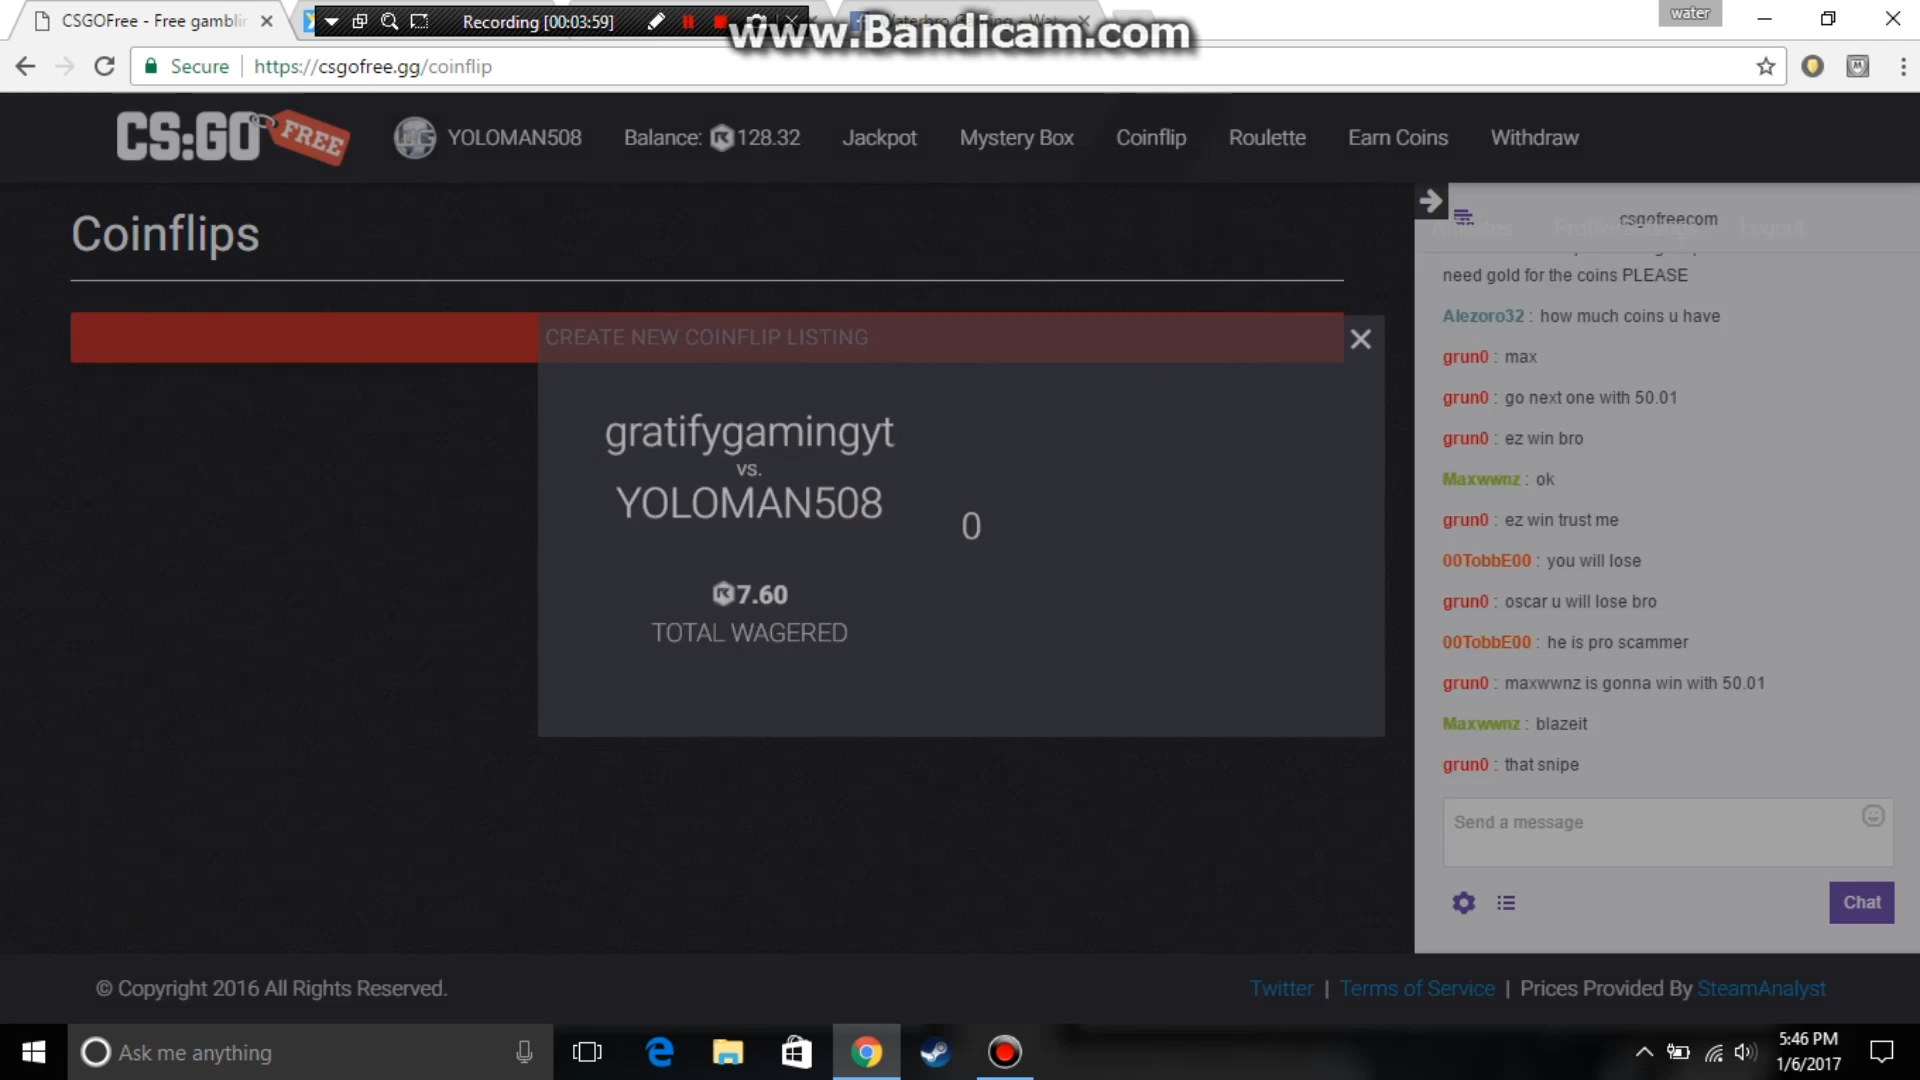 CSGOFree - Free gamblin
Recording [00:03:59]
www.Bandicam.com
water
Secure
https://csgofree.gg/coinflip
CS:GO FREE
YOLOMAN508
Balance: 128.32
Jackpot
Mystery Box
Coinflip
Roulette
Earn Coins
Withdraw
Coinflips
csgofreecom
Logout
CREATE NEW COINFLIP LISTING
gratifygamingyt
vs.
YOLOMAN508
0
7.60
TOTAL WAGERED
need gold for the coins PLEASE
Alezoro32 : how much coins u have
grun0 : max
grun0 : go next one with 50.01
grun0 : ez win bro
Maxwwnz : ok
grun0 : ez win trust me
00TobbE00 : you will lose
grun0 : oscar u will lose bro
00TobbE00 : he is pro scammer
grun0 : maxwwnz is gonna win with 50.01
Maxwwnz : blazeit
grun0 : that snipe
Send a message
Chat
© Copyright 2016 All Rights Reserved.
Twitter | Terms of Service | Prices Provided By SteamAnalyst
Ask me anything
5:46 PM
1/6/2017